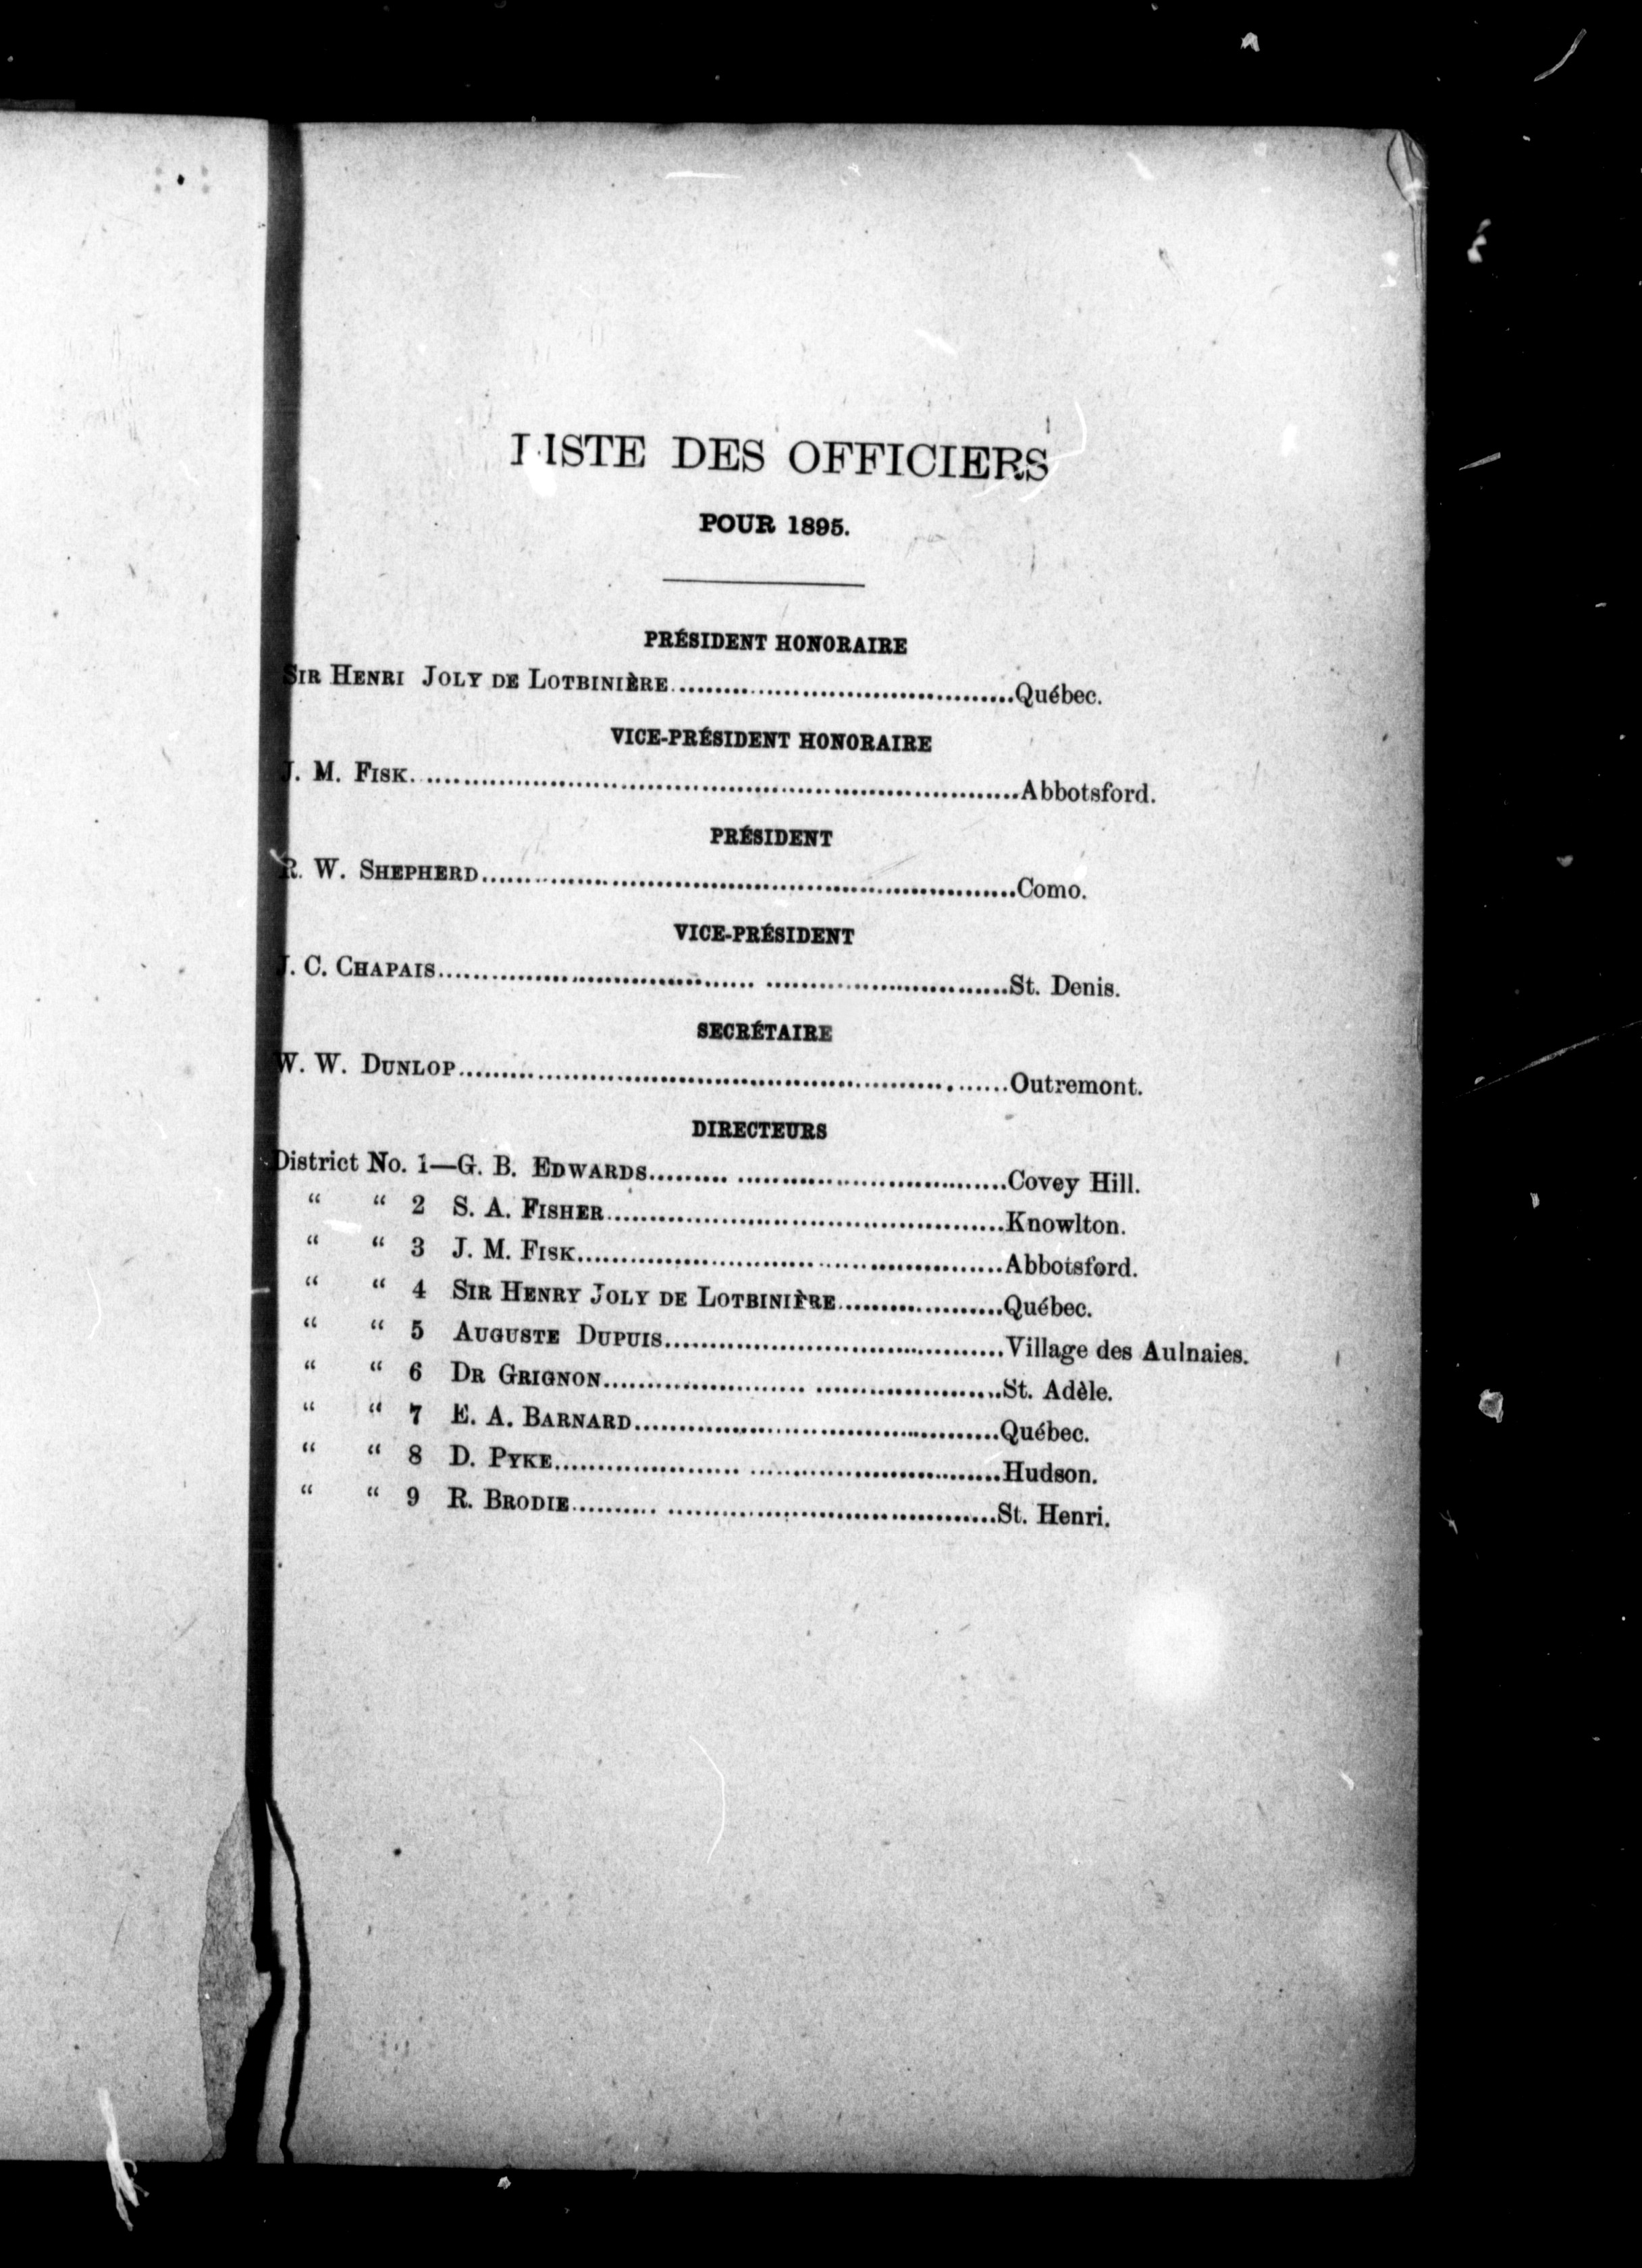 LISTE DES OFFICIERS
POUR 1895.
PRÉSIDENT HONORAIRE
SIR HENRI JOLY DE LOTBINIÈRE........................................Québec.
VICE-PRÉSIDENT HONORAIRE
J. M. FISK........................................Abbotsford.
PRÉSIDENT
R. W. SHEPHERD........................................Como.
VICE-PRÉSIDENT
J. C. CHAPAIS........................................St. Denis.
SECRÉTAIRE
W. W. DUNLOP........................................Outremont.
DIRECTEURS
District No. 1—G. B. EDWARDS........................................Covey Hill.
“ “ 2 S. A. FISHER........................................Knowlton.
“ “ 3 J. M. FISK........................................Abbotsford.
“ “ 4 SIR HENRY JOLY DE LOTBINIÈRE...................Québec.
“ “ 5 AUGUSTE DUPUIS........................................Village des Aulnaies.
“ “ 6 DR GRIGNON........................................St. Adèle.
“ “ 7 E. A. BARNARD........................................Québec.
“ “ 8 D. PYKE........................................Hudson.
“ “ 9 R. BRODIE........................................St. Henri.